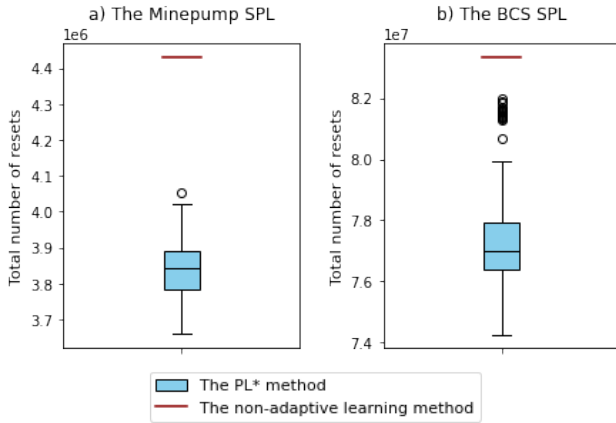 a) The Minepump SPL
b) The BCS SPL
1e6
1e7
4.4
4.3
4.2
4.1
4.0
3.9
3.8
3.7
Total number of resets
8.2
8.0
7.8
7.6
7.4
Total number of resets
The PL* method
The non-adaptive learning method